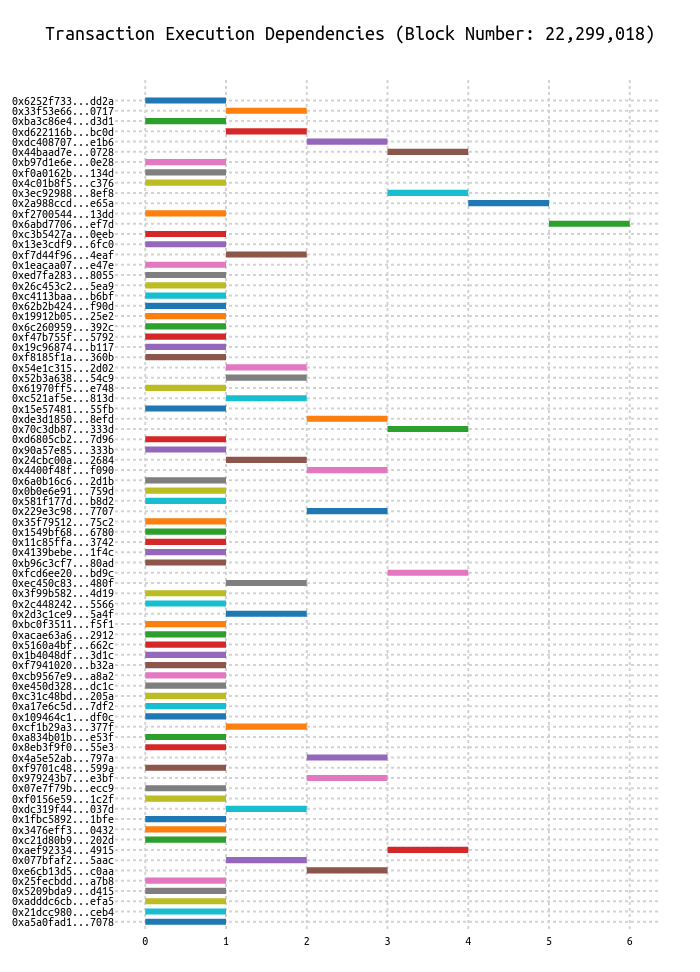 Transaction Execution Dependencies (Block Number: 22,299,018)
0x6252f733...dd2a
0x33f53e66...0717
0xba3c86e4...d3d1
0xd622116b...bc0d
0xdc408707...e1b6
0x44baad7e...0728
0xb97d1e6e...0e28
0xf0a0162b...134d
0x4c01b8f5...c376
0x3ec92988...8ef8
0x2a988ccd...e65a
0xf2700544...13dd
0x6abd7706...ef7d
0xc3b5427a...0eeb
0x13e3cdf9...6fc0
0xf7d44f96...4eaf
0x1eacaa07...e47e
0xed7fa283...8055
0x26c453c2...5ea9
0xc4113baa...b6bf
0x62b2b424...f90d
0x19912b05...25e2
0x6c260959...392c
0xf47b755f...5792
0x19c96874...b117
0xf8185f1a...360b
0x54e1c315...2d02
0x52b3a638...54c9
0x61970ff5...e748
0xc521af5e...813d
0x15e57481...55fb
0xde3d1850...8efd
0x70c3db87...333d
0xd6805cb2...7d96
0x90a57e85...333b
0x24cbc00a...2684
0x4400f48f...f090
0x6a0b16c6...2d1b
0x0b0e6e91...759d
0x581f177d...b8d2
0x229e3c98...7707
0x35f79512...75c2
0x1549bf68...6780
0x11c85ffa...3742
0x4139bebe...1f4c
0xb96c3cf7...80ad
0xfcd6ee20...bd9c
0xec450c83...480f
0x3f99b582...4d19
0x2c448242...5566
0x2d3c1ce9...5a4f
0xbc0f3511...f5f1
0xacae63a6...2912
0x5160a4bf...662c
0x1b4048df...3d1c
0xf7941020...b32a
0xcb9567e9...a8a2
0xe450d328...dc1c
0xc31c48bd...205a
0xa17e6c5d...7df2
0x109464c1...df0c
0xcf1b29a3...377f
0xa834b01b...e53f
0x8eb3f9f0...55e3
0x4a5e52ab...797a
0xf9701c48...599a
0x979243b7...e3bf
0x07e7f79b...ecc9
0xf0156e59...1c2f
0xdc319f44...037d
0x1fbc5892...1bfe
0x3476eff3...0432
0xc21d80b9...202d
0xaef92334...4915
0x077bfaf2...5aac
0xe6cb13d5...c0aa
0x25fecbdd...a7b8
0x5209bda9...d415
0xadddc6cb...efa5
0x21dcc980...ceb4
0xa5a0fad1...7078
0 1 2 3 4 5 6